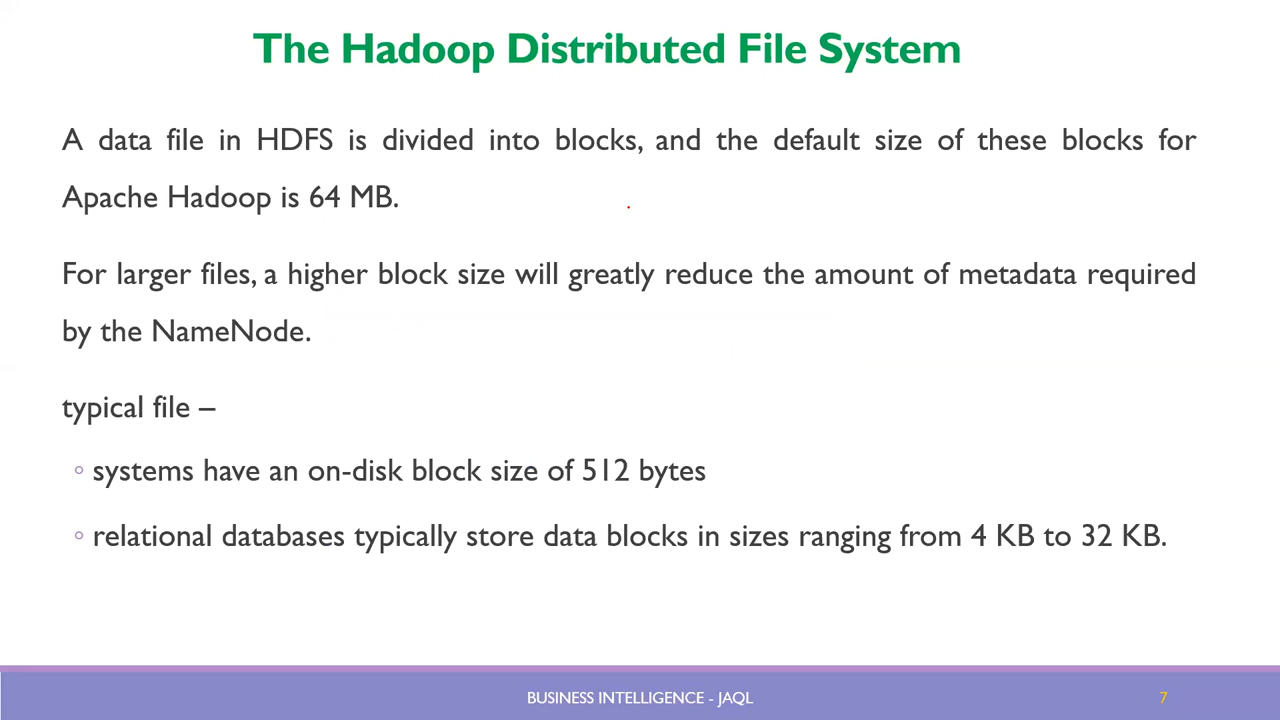 The Hadoop Distributed File System
A data file in HDFS is divided into blocks, and the default size of these blocks for
Apache Hadoop is 64 MB.
For larger files, a higher block size will greatly reduce the amount of metadata required
by the NameNode.
typical file –
◦ systems have an on-disk block size of 512 bytes
◦ relational databases typically store data blocks in sizes ranging from 4 KB to 32 KB.
BUSINESS INTELLIGENCE - JAQL
7